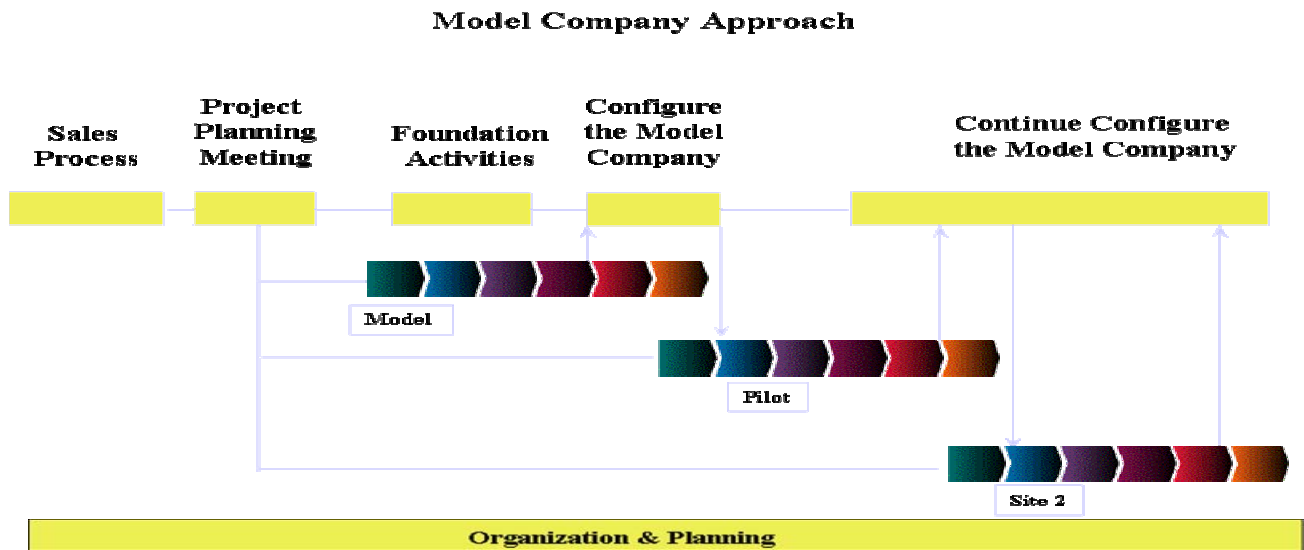 Model Company Approach
Sales
Process
Project
Planning
Meeting
Foundation
Activities
Configure
the Model
Company
Continue Configure
the Model Company
Model
Pilot
Site 2
Organization & Planning